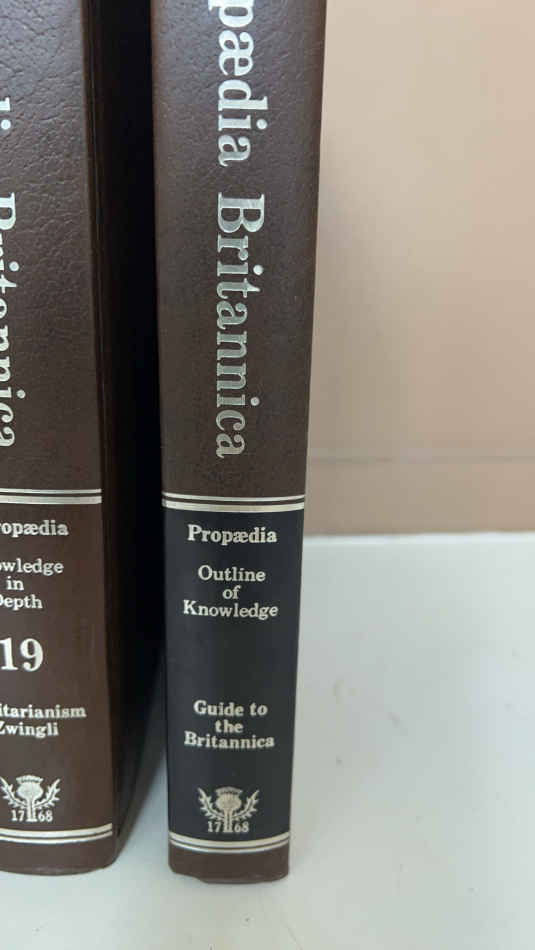 Britannica
opædia
owledge
in
Depth
19
itarianism
Zwingli
17 68
pædia Britannica
Propædia
Outline
of
Knowledge
Guide to
the
Britannica
17 68